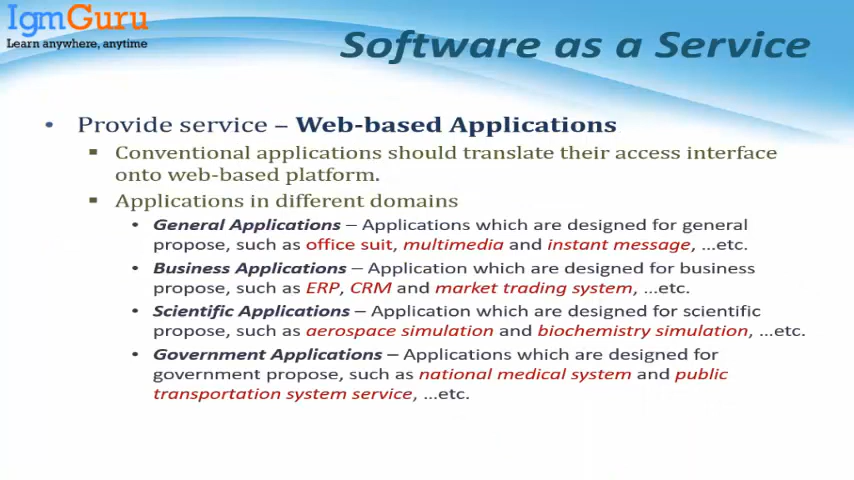 IgmGuru
Learn anywhere, anytime
Software as a Service
• Provide service – Web-based Applications
▪ Conventional applications should translate their access interface
onto web-based platform.
▪ Applications in different domains
• General Applications – Applications which are designed for general
propose, such as office suit, multimedia and instant message, ...etc.
• Business Applications – Application which are designed for business
propose, such as ERP, CRM and market trading system, ...etc.
• Scientific Applications – Application which are designed for scientific
propose, such as aerospace simulation and biochemistry simulation, ...etc.
• Government Applications – Applications which are designed for
government propose, such as national medical system and public
transportation system service, ...etc.